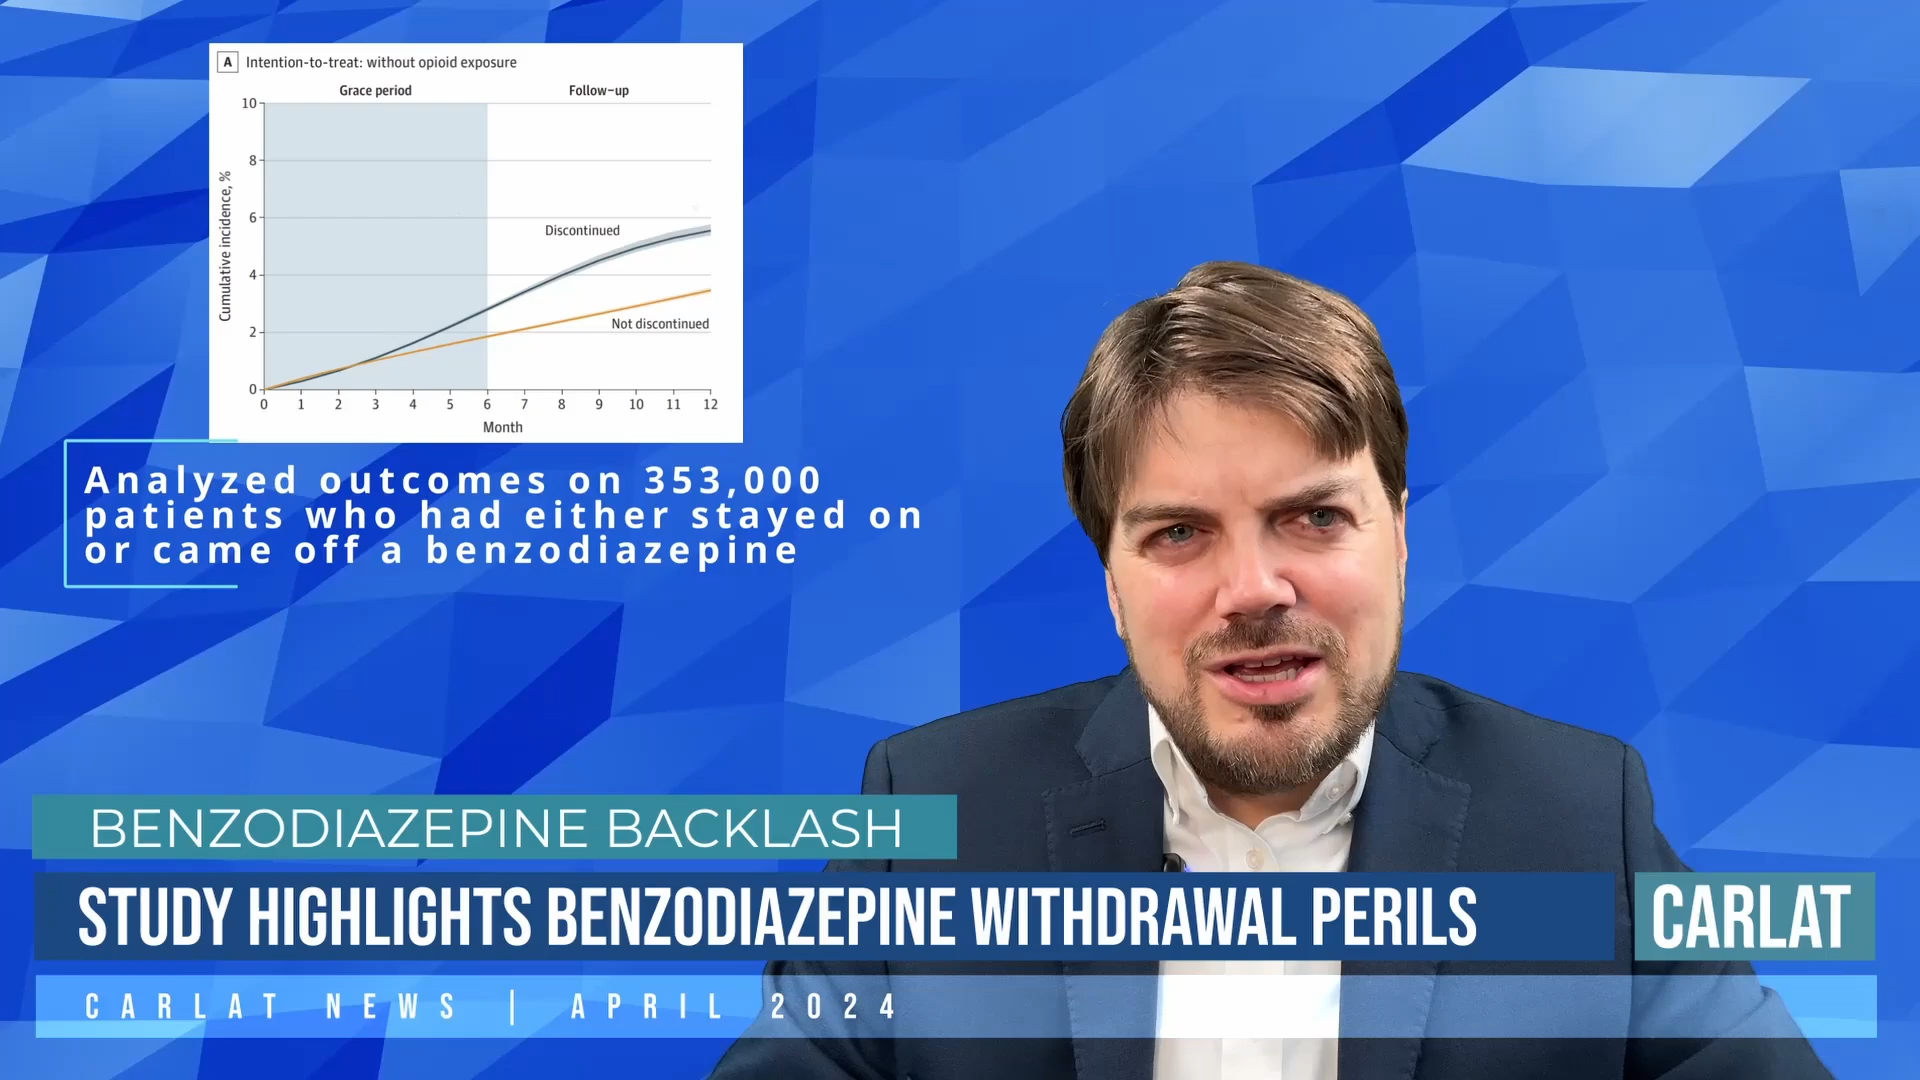 A Intention-to-treat: without opioid exposure
Grace period Follow-up
10
8
6
4
2
0
Cumulative incidence, %
Discontinued
Not discontinued
0 1 2 3 4 5 6 7 8 9 10 11 12
Month
Analyzed outcomes on 353,000
patients who had either stayed on
or came off a benzodiazepine
BENZODIAZEPINE BACKLASH
STUDY HIGHLIGHTS BENZODIAZEPINE WITHDRAWAL PERILS
CARLAT
CARLAT NEWS | APRIL 2024